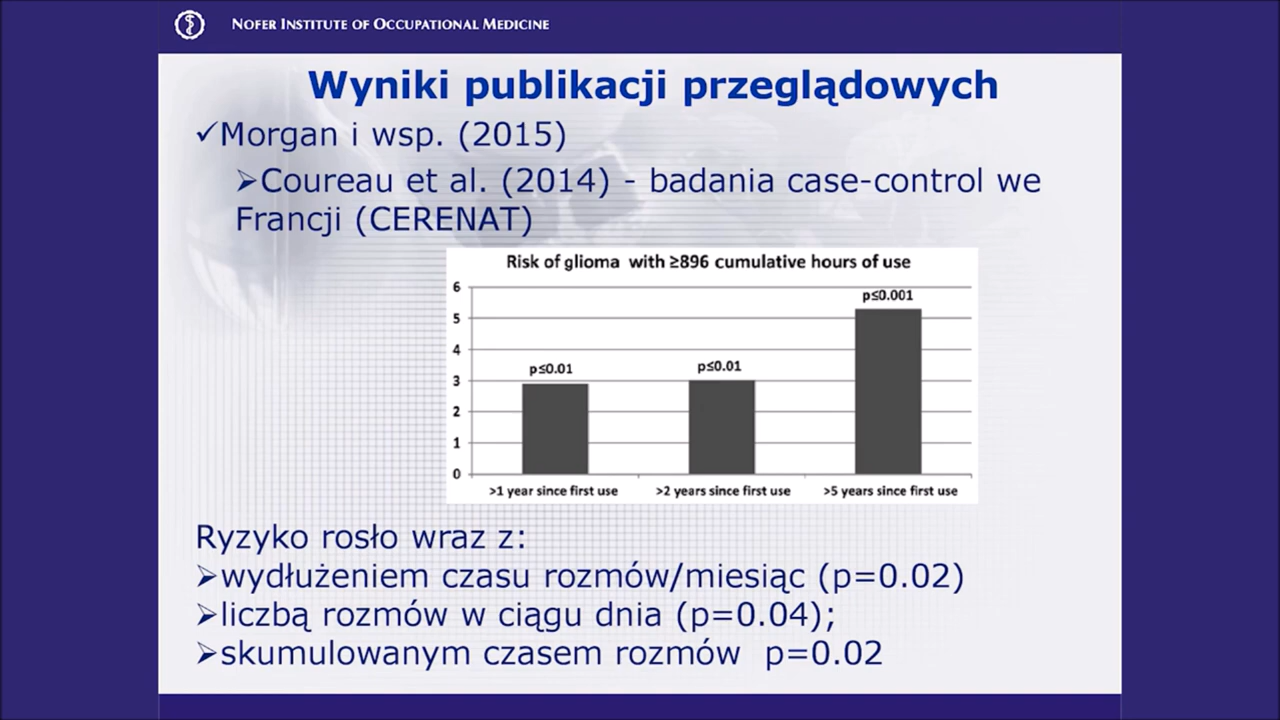 NOFER INSTITUTE OF OCCUPATIONAL MEDICINE
Wyniki publikacji przeglądowych
✓Morgan i wsp. (2015)
➢Coureau et al. (2014) - badania case-control we
Francji (CERENAT)
Risk of glioma with ≥896 cumulative hours of use
6
5
4
3
2
1
0
p≤0.01
p≤0.01
p≤0.001
>1 year since first use
>2 years since first use
>5 years since first use
Ryzyko rosło wraz z:
➢wydłużeniem czasu rozmów/miesiąc (p=0.02)
➢liczbą rozmów w ciągu dnia (p=0.04);
➢skumulowanym czasem rozmów p=0.02